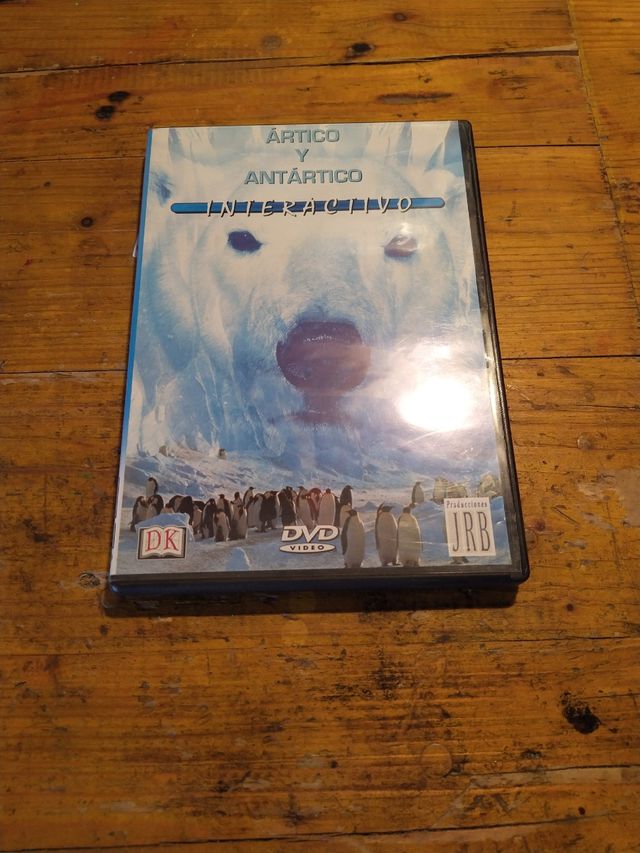 ÁRTICO
Y
ANTÁRTICO
INTERACTIVO
DK
DVD
VIDEO
Producciones
JRB